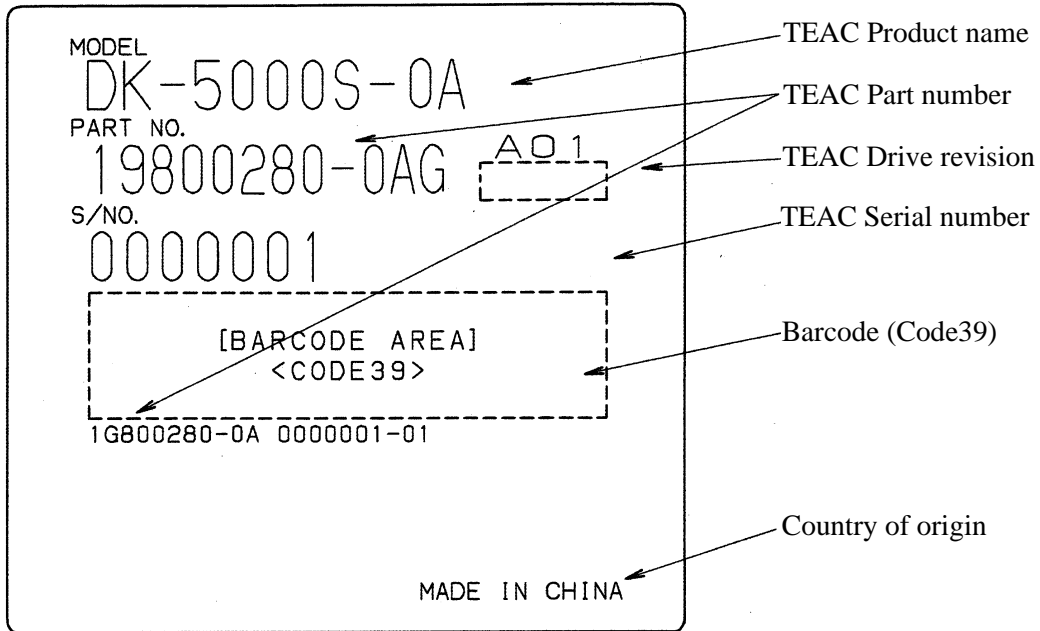 MODEL
DK-5000S-0A
PART NO.
19800280-0AG
A01
S/NO.
0000001
[BARCODE AREA]
<CODE39>
1G800280-0A 0000001-01
MADE IN CHINA
TEAC Product name
TEAC Part number
TEAC Drive revision
TEAC Serial number
Barcode (Code39)
Country of origin